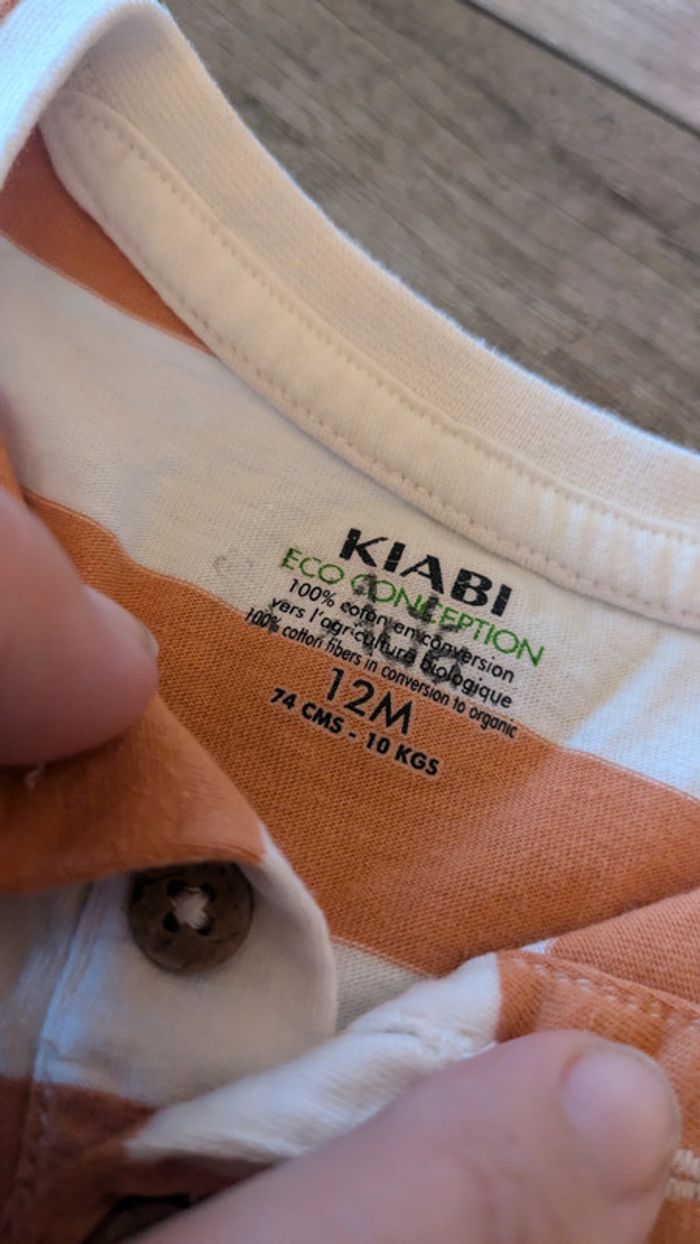 KIABI
ECO CONCEPTION
100% coton en conversion
vers l'agriculture biologique
100% cotton fibers in conversion to organic
12M
74 CMS - 10 KGS